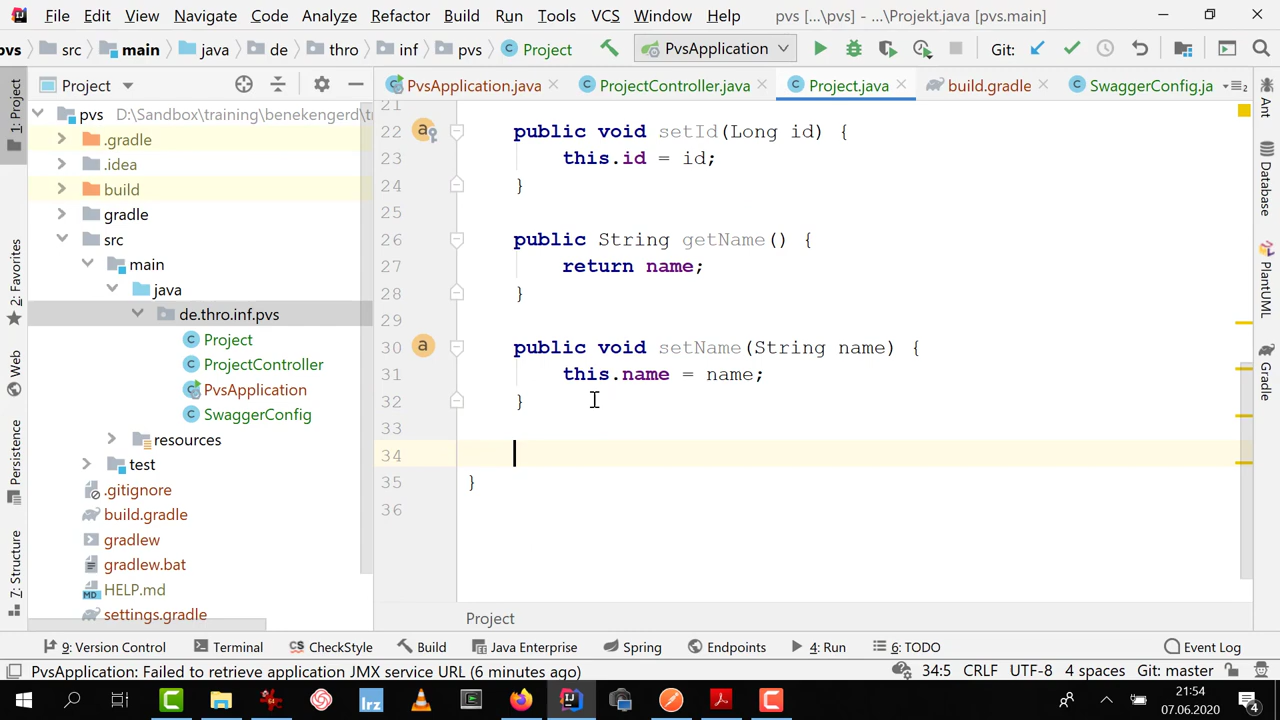 File Edit View Navigate Code Analyze Refactor Build Run Tools VCS Window Help pvs [...\pvs] - ...\Projekt.java [pvs.main]
pvs src main java de thro inf pvs Project PvsApplication Git:
Project PvsApplication.java ProjectController.java Project.java build.gradle SwaggerConfig.ja
pvs D:\Sandbox\training\benekengerd\t
.gradle
.idea
build
gradle
src
main
java
de.thro.inf.pvs
Project
ProjectController
PvsApplication
SwaggerConfig
resources
test
.gitignore
build.gradle
gradlew
gradlew.bat
HELP.md
settings.gradle
1: Project
2: Favorites
Web
Persistence
7: Structure
21
22 public void setId(Long id) {
23 this.id = id;
24 }
25
26 public String getName() {
27 return name;
28 }
29
30 public void setName(String name) {
31 this.name = name;
32 }
33
34
35 }
36
Project
Ant
Database
PlantUML
Gradle
9: Version Control Terminal CheckStyle Build Java Enterprise Spring Endpoints 4: Run 6: TODO Event Log
PvsApplication: Failed to retrieve application JMX service URL (6 minutes ago) 34:5 CRLF UTF-8 4 spaces Git: master
lrz
21:54
07.06.2020
4